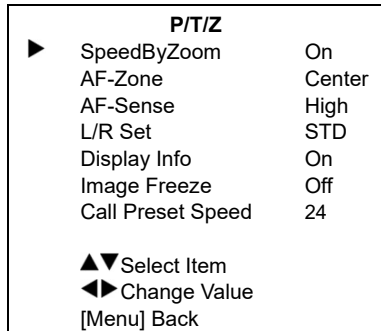 P/T/Z
▶ SpeedByZoom On
AF-Zone Center
AF-Sense High
L/R Set STD
Display Info On
Image Freeze Off
Call Preset Speed 24
▲▼Select Item
◀▶Change Value
[Menu] Back